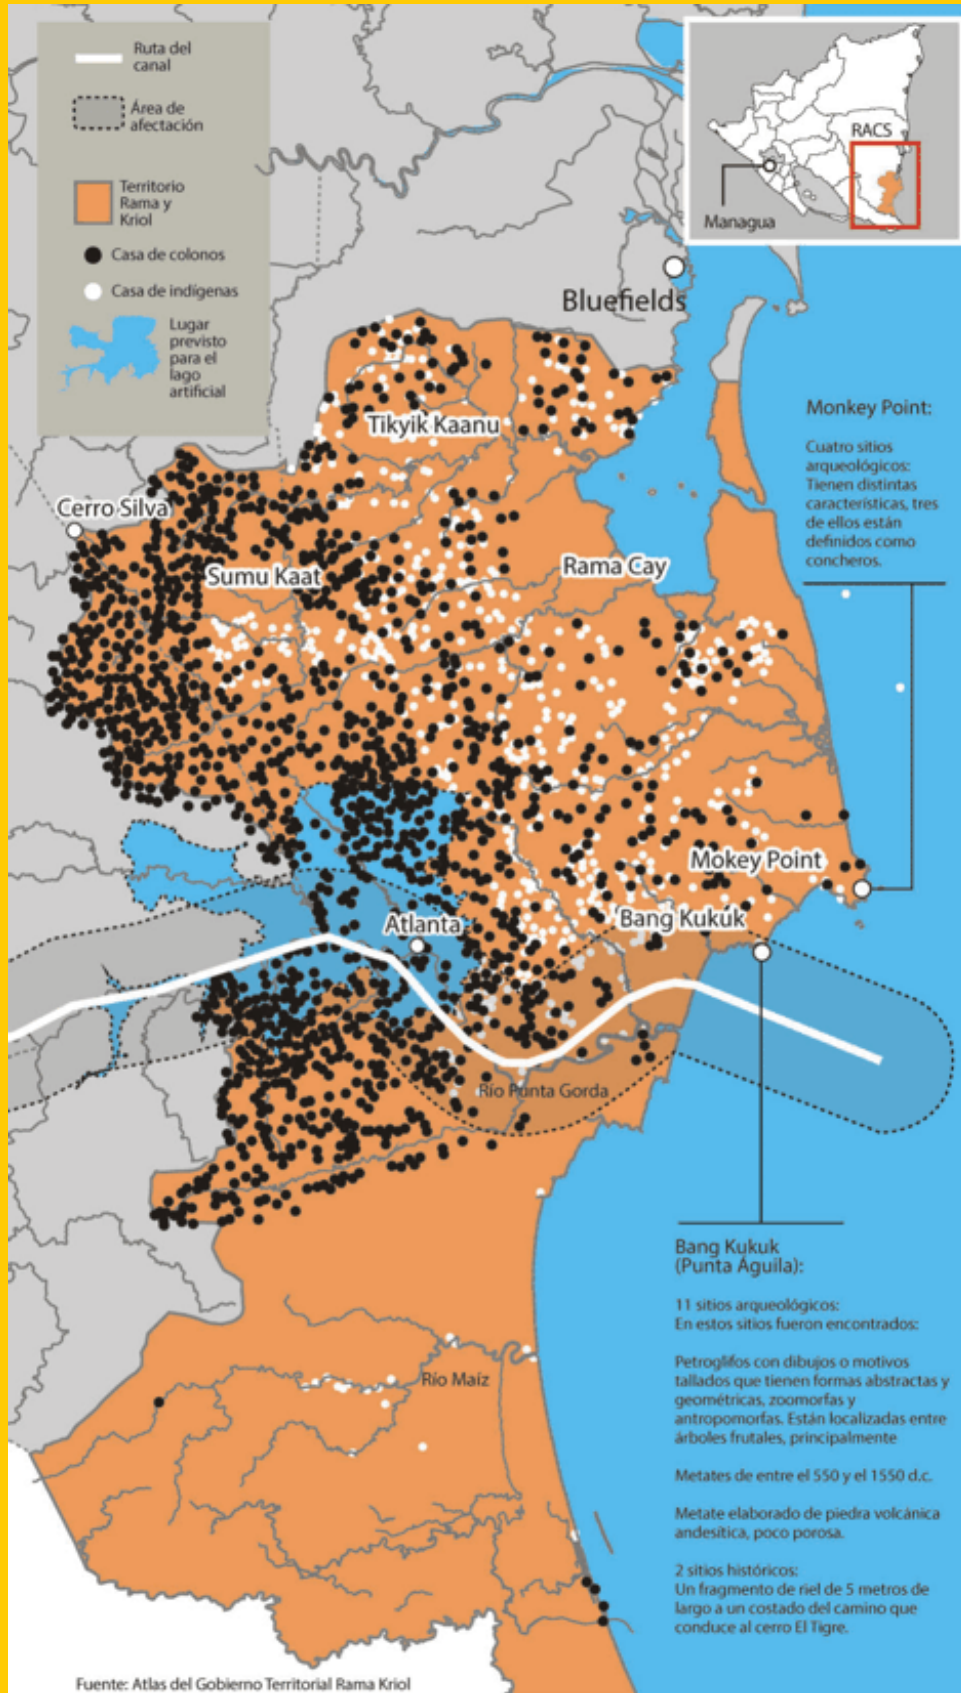 Ruta del
canal
Área de
afectación
Territorio
Rama y
Kriol
Casa de colonos
Casa de indígenas
Lugar
previsto
para el
lago
artificial
RACS
Managua
Bluefields
Tikyik Kaanu
Cerro Silva
Sumu Kaat
Rama Cay
Monkey Point:
Cuatro sitios
arqueológicos:
Tienen distintas
características, tres
de ellos están
definidos como
concheros.
Mokey Point
Bang Kukuk
Atlanta
Río Punta Gorda
Río Maíz
Bang Kukuk
(Punta Águila):
11 sitios arqueológicos:
En estos sitios fueron encontrados:
Petroglifos con dibujos o motivos
tallados que tienen formas abstractas y
geométricas, zoomorfas y
antropomorfas. Están localizadas entre
árboles frutales, principalmente
Metates de entre el 550 y el 1550 d.c.
Metate elaborado de piedra volcánica
andesítica, poco porosa.
2 sitios históricos:
Un fragmento de riel de 5 metros de
largo a un costado del camino que
conduce al cerro El Tigre.
Fuente: Atlas del Gobierno Territorial Rama Kriol